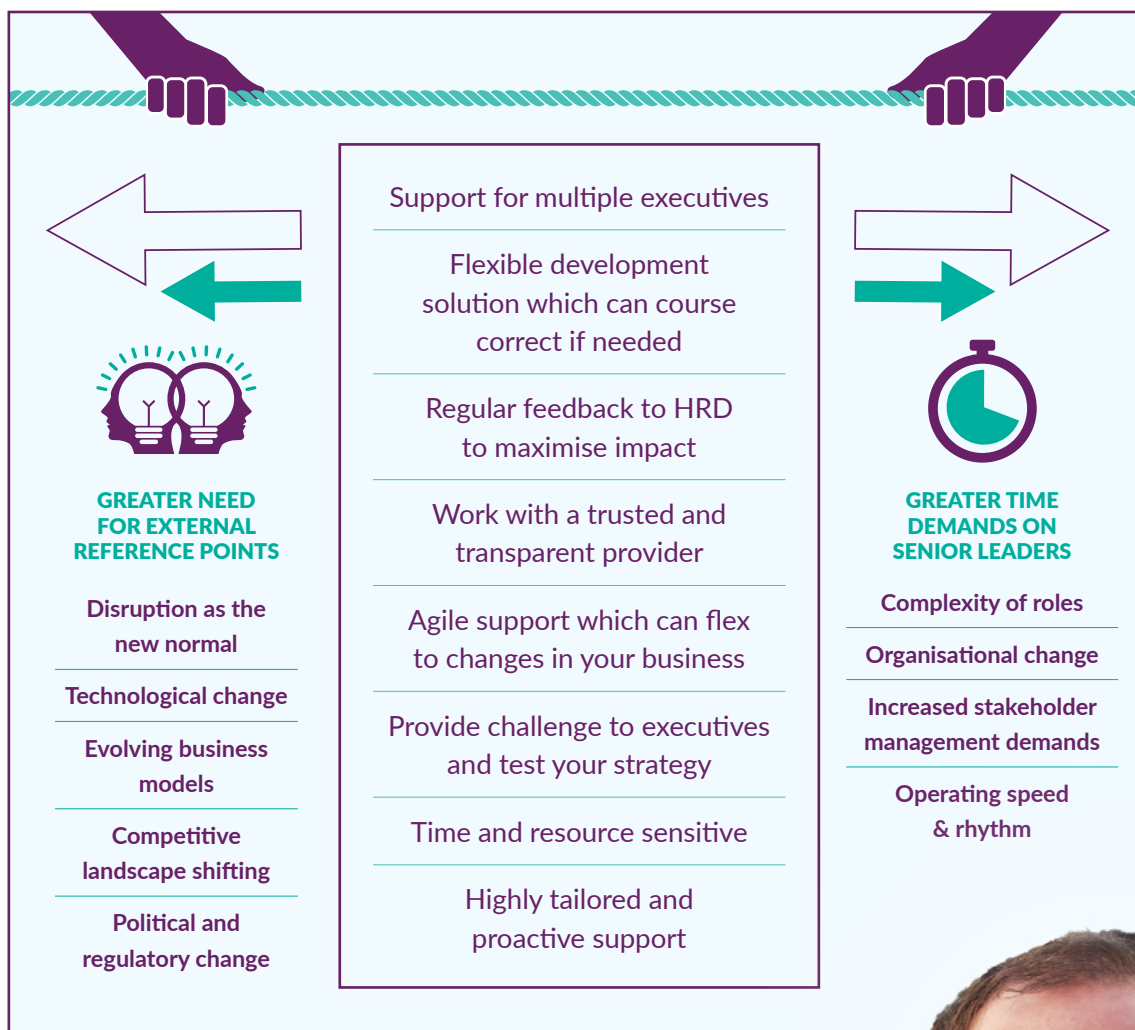 Support for multiple executives
Flexible development
solution which can course
correct if needed
Regular feedback to HRD
to maximise impact
Work with a trusted and
transparent provider
Agile support which can flex
to changes in your business
Provide challenge to executives
and test your strategy
Time and resource sensitive
Highly tailored and
proactive support
GREATER NEED
FOR EXTERNAL
REFERENCE POINTS
Disruption as the
new normal
Technological change
Evolving business
models
Competitive
landscape shifting
Political and
regulatory change
GREATER TIME
DEMANDS ON
SENIOR LEADERS
Complexity of roles
Organisational change
Increased stakeholder
management demands
Operating speed
& rhythm